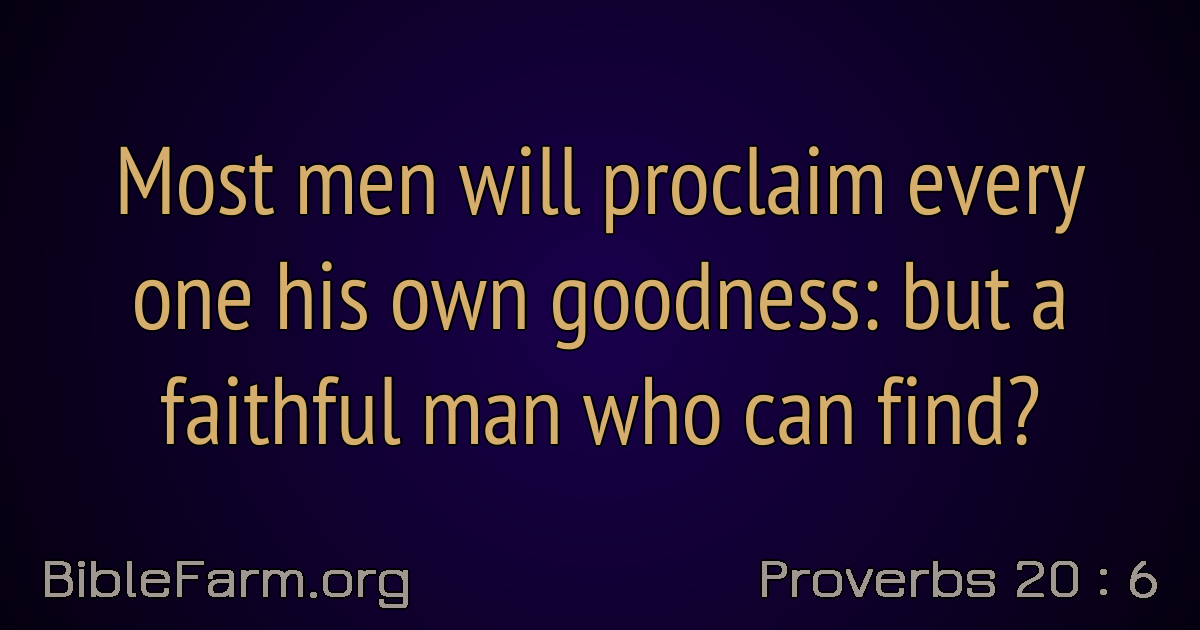 Most men will proclaim every
one his own goodness: but a
faithful man who can find?
BibleFarm.org
Proverbs 20 : 6